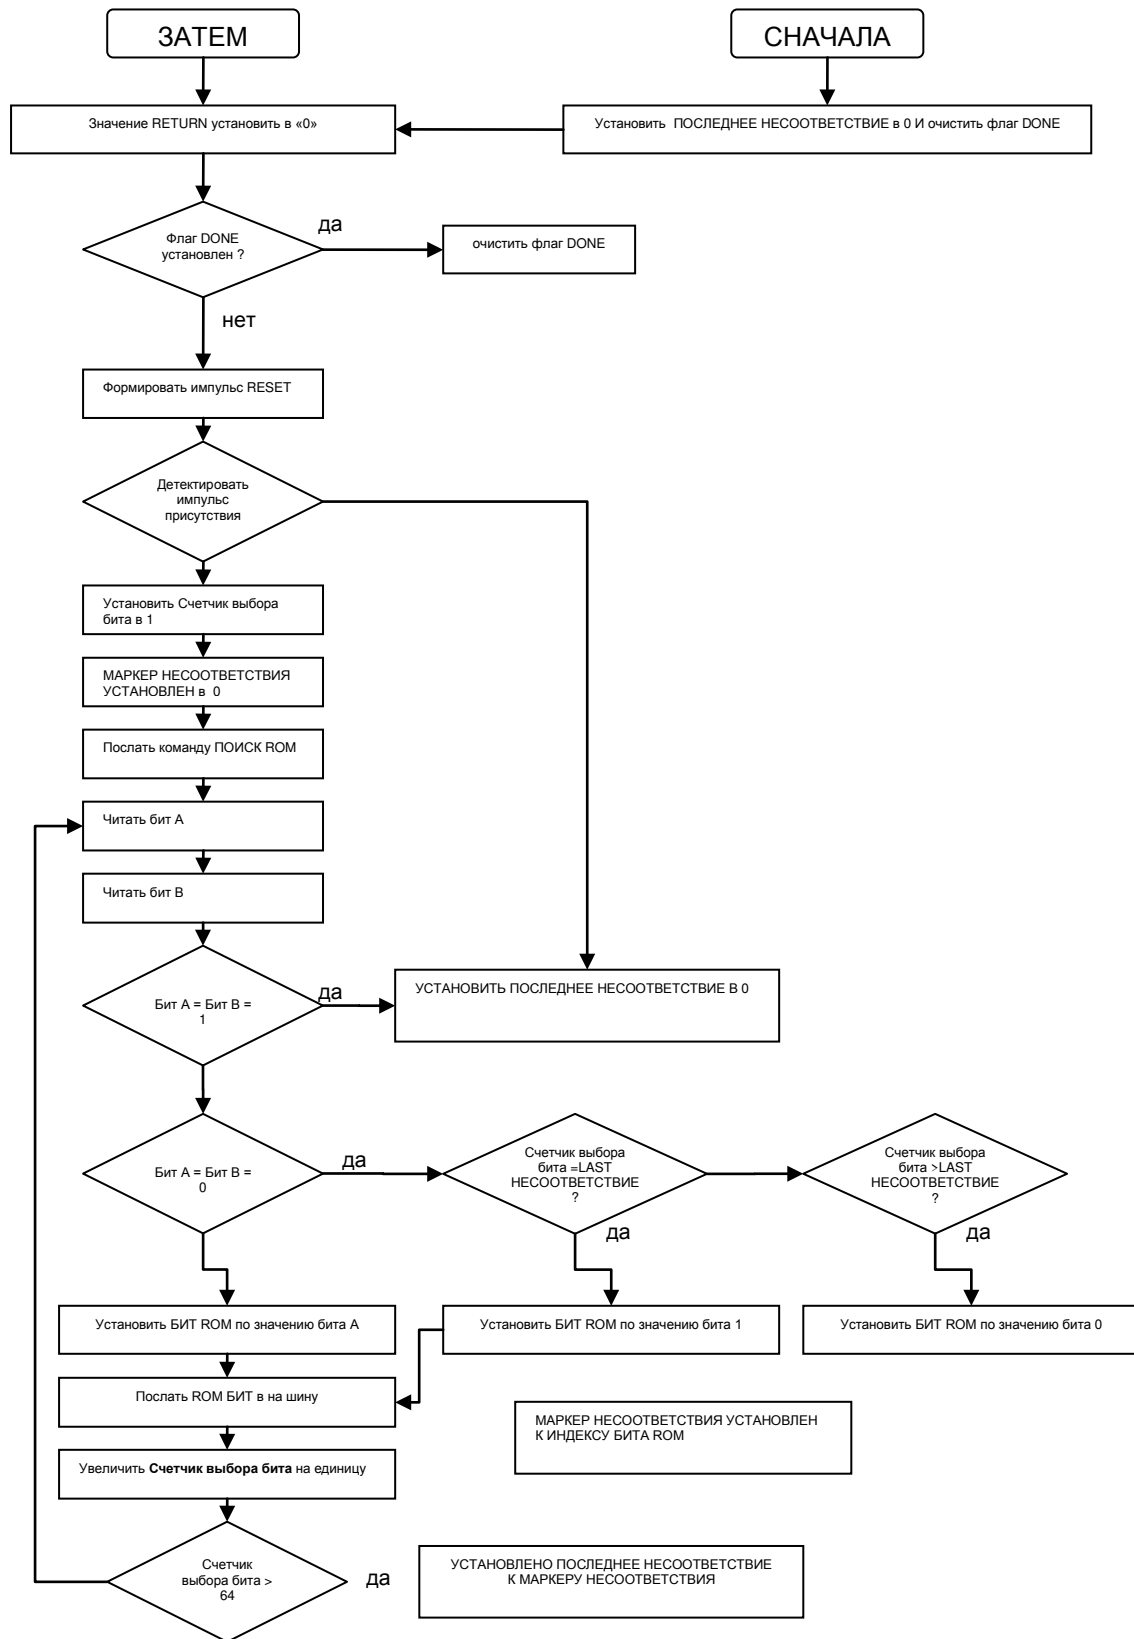 ЗАТЕМ
СНАЧАЛА
Значение RETURN установить в «0»
Установить ПОСЛЕДНЕЕ НЕСООТВЕТСТВИЕ в 0 И очистить флаг DONE
Флаг DONE
установлен ?
да
очистить флаг DONE
нет
Формировать импульс RESET
Детектировать
импульс
присутствия
Установить Счетчик выбора
бита в 1
МАРКЕР НЕСООТВЕТСТВИЯ
УСТАНОВЛЕН в 0
Послать команду ПОИСК ROM
Читать бит А
Читать бит В
Бит А = Бит В =
1
да
УСТАНОВИТЬ ПОСЛЕДНЕЕ НЕСООТВЕТСТВИЕ В 0
Бит А = Бит В =
0
да
Счетчик выбора
бита =LAST
НЕСООТВЕТСТВИЕ
?
да
Счетчик выбора
бита >LAST
НЕСООТВЕТСТВИЕ
?
да
Установить БИТ ROM по значению бита А
Установить БИТ ROM по значению бита 1
Установить БИТ ROM по значению бита 0
Послать ROM БИТ в на шину
МАРКЕР НЕСООТВЕТСТВИЯ УСТАНОВЛЕН
К ИНДЕКСУ БИТА ROM
Увеличить Счетчик выбора бита на единицу
Счетчик
выбора бита >
64
да
УСТАНОВЛЕНО ПОСЛЕДНЕЕ НЕСООТВЕТСТВИЕ
К МАРКЕРУ НЕСООТВЕТСТВИЯ